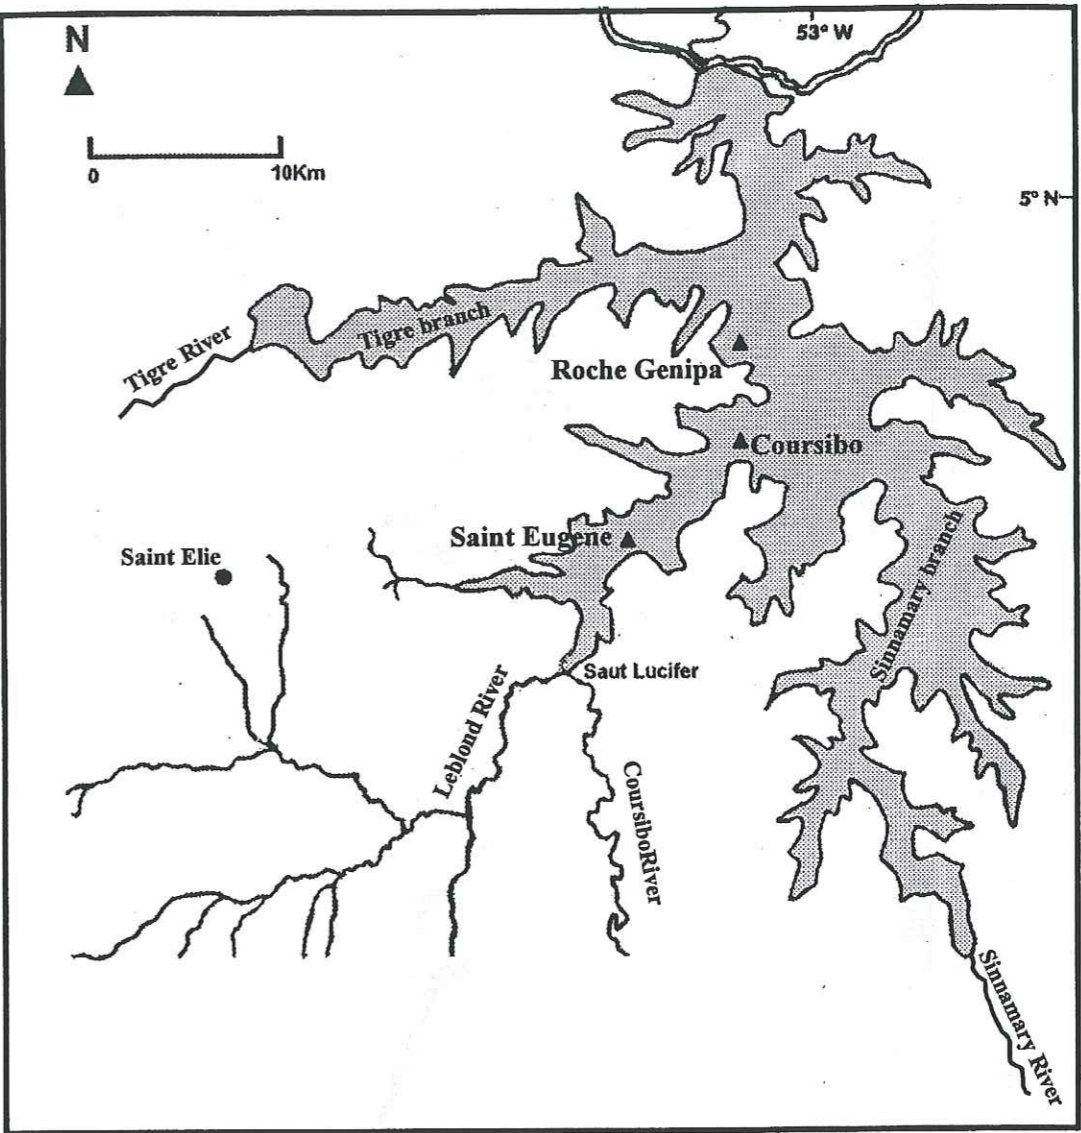 N
53° W
0
10Km
5° N
Tigre River
Tigre branch
Roche Genipa
Coursibo
Saint Eugene
Saint Elie
Sinnamary branch
Saut Lucifer
Leblond River
CoursiboRiver
Sinnamary River